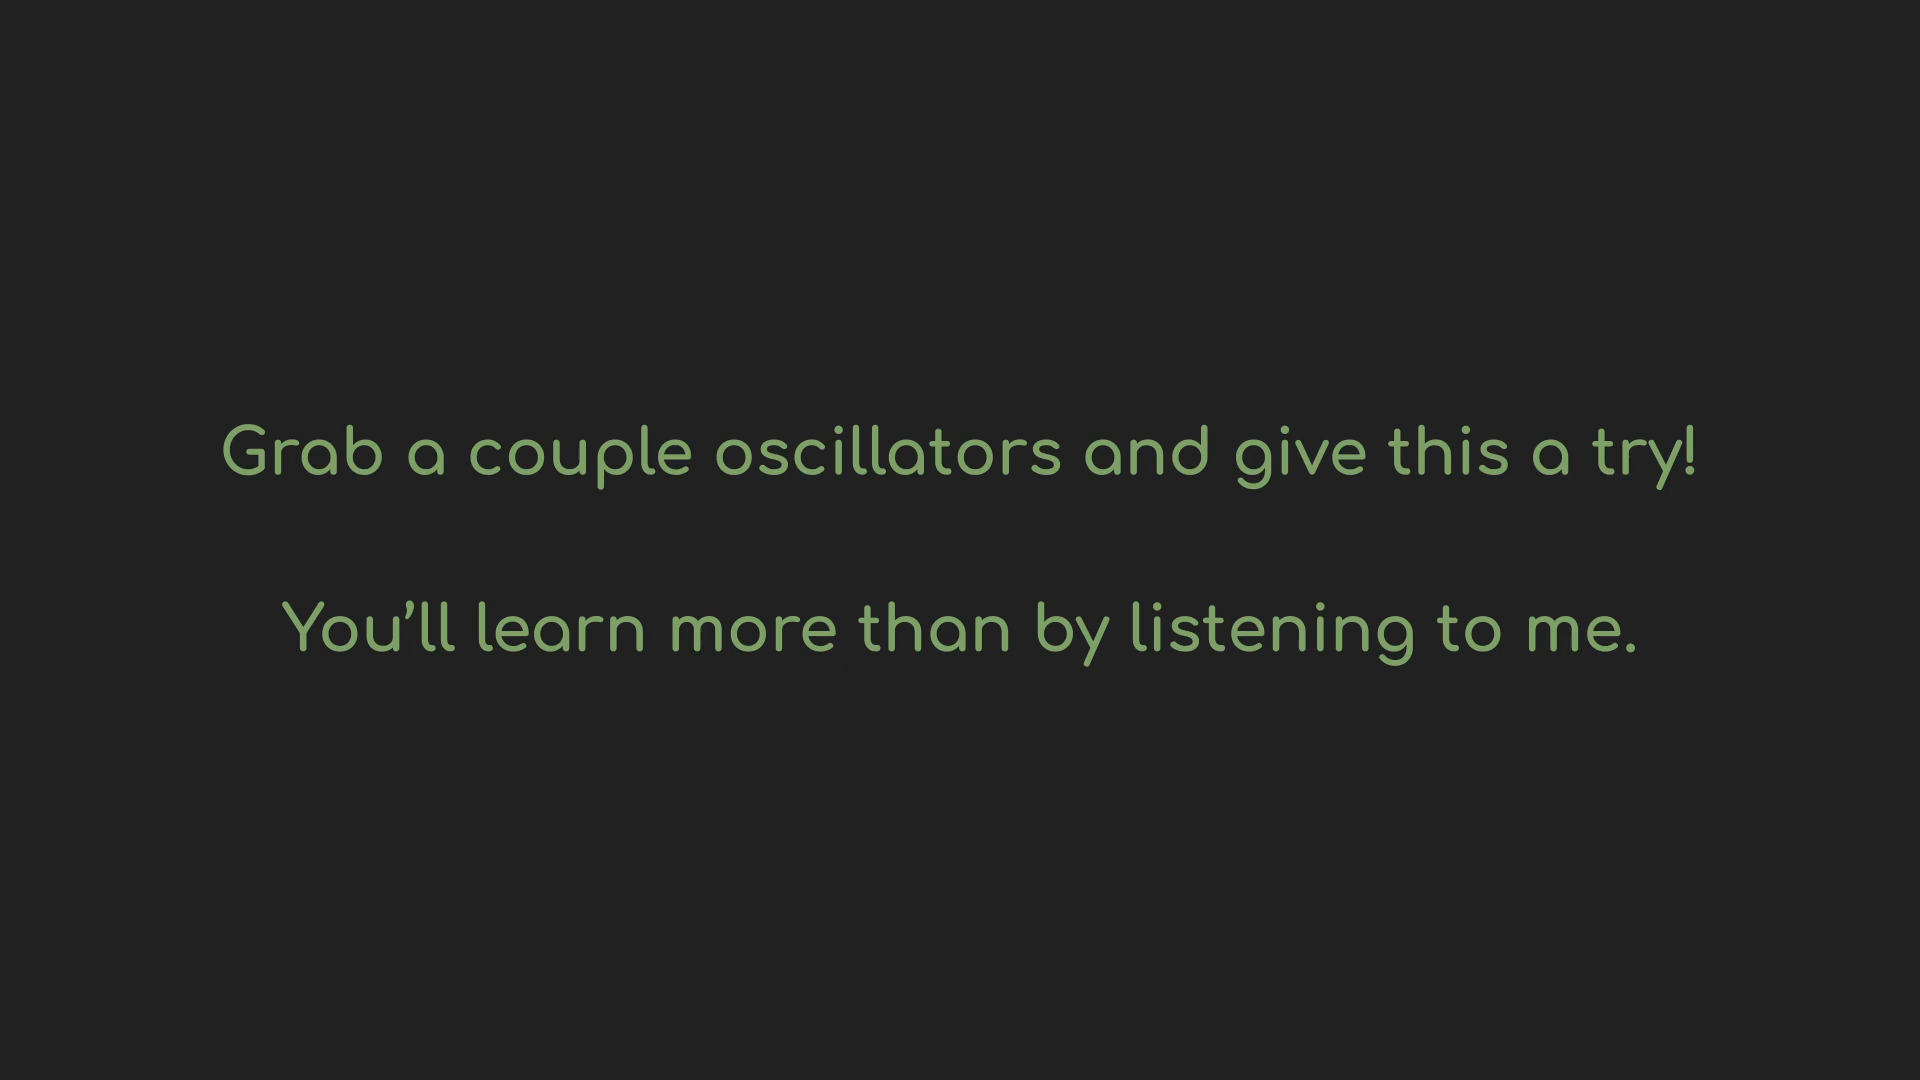 Grab a couple oscillators and give this a try!
You’ll learn more than by listening to me.